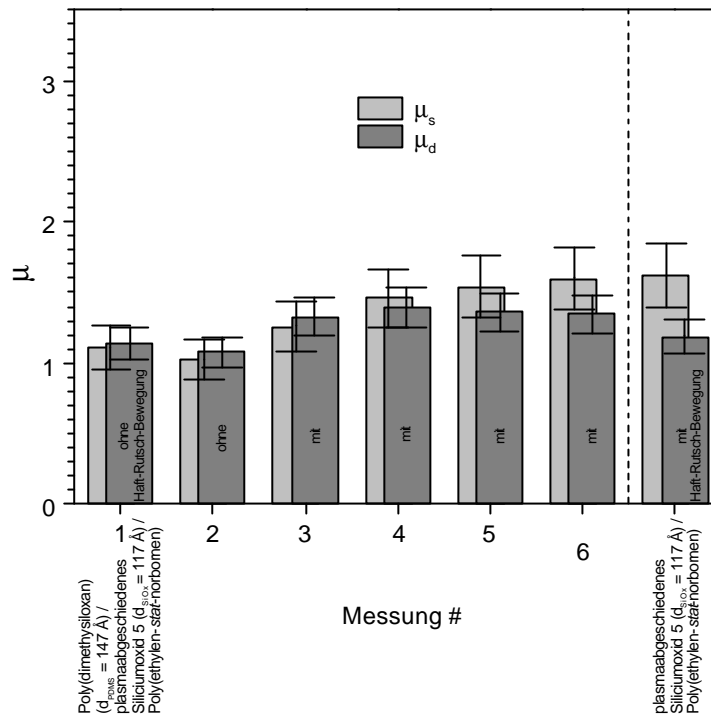 3
2
1
0
μ
μs
μd
ohne
Haft-Rutsch-Bewegung
ohne
mit
mit
mit
mit
mit
Haft-Rutsch-Bewegung
1
2
3
4
5
6
Messung #
Poly(dimethysiloxan)
(dPDMS = 147 Å) /
plasmaabgeschiedenes
Siliciumoxid 5 (dSiOx = 117 Å) /
Poly(ethylen-stat-norbornen)
plasmaabgeschiedenes
Siliciumoxid 5 (dSiOx = 117 Å) /
Poly(ethylen-stat-norbornen)